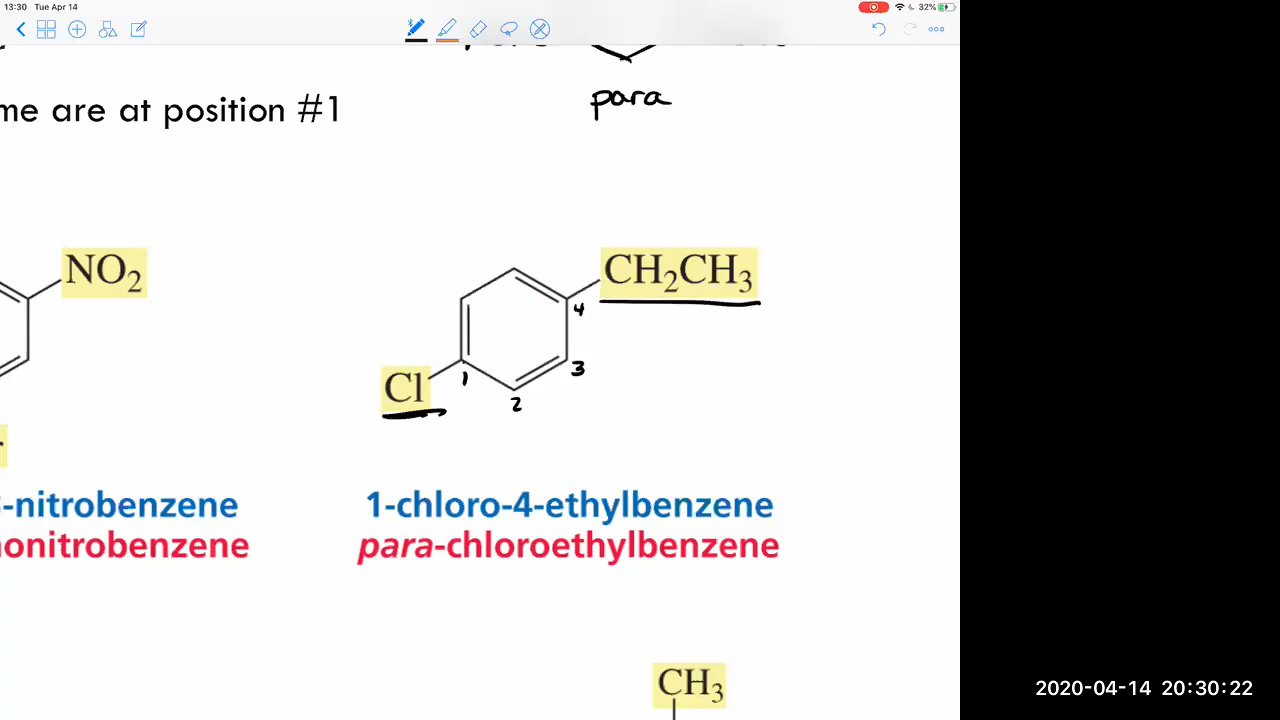 13:30 Tue Apr 14
32%
para
me are at position #1
NO2
CH2CH3
4
3
Cl
1
2
-nitrobenzene
1-chloro-4-ethylbenzene
onitrobenzene
para-chloroethylbenzene
CH3
2020-04-14 20:30:22